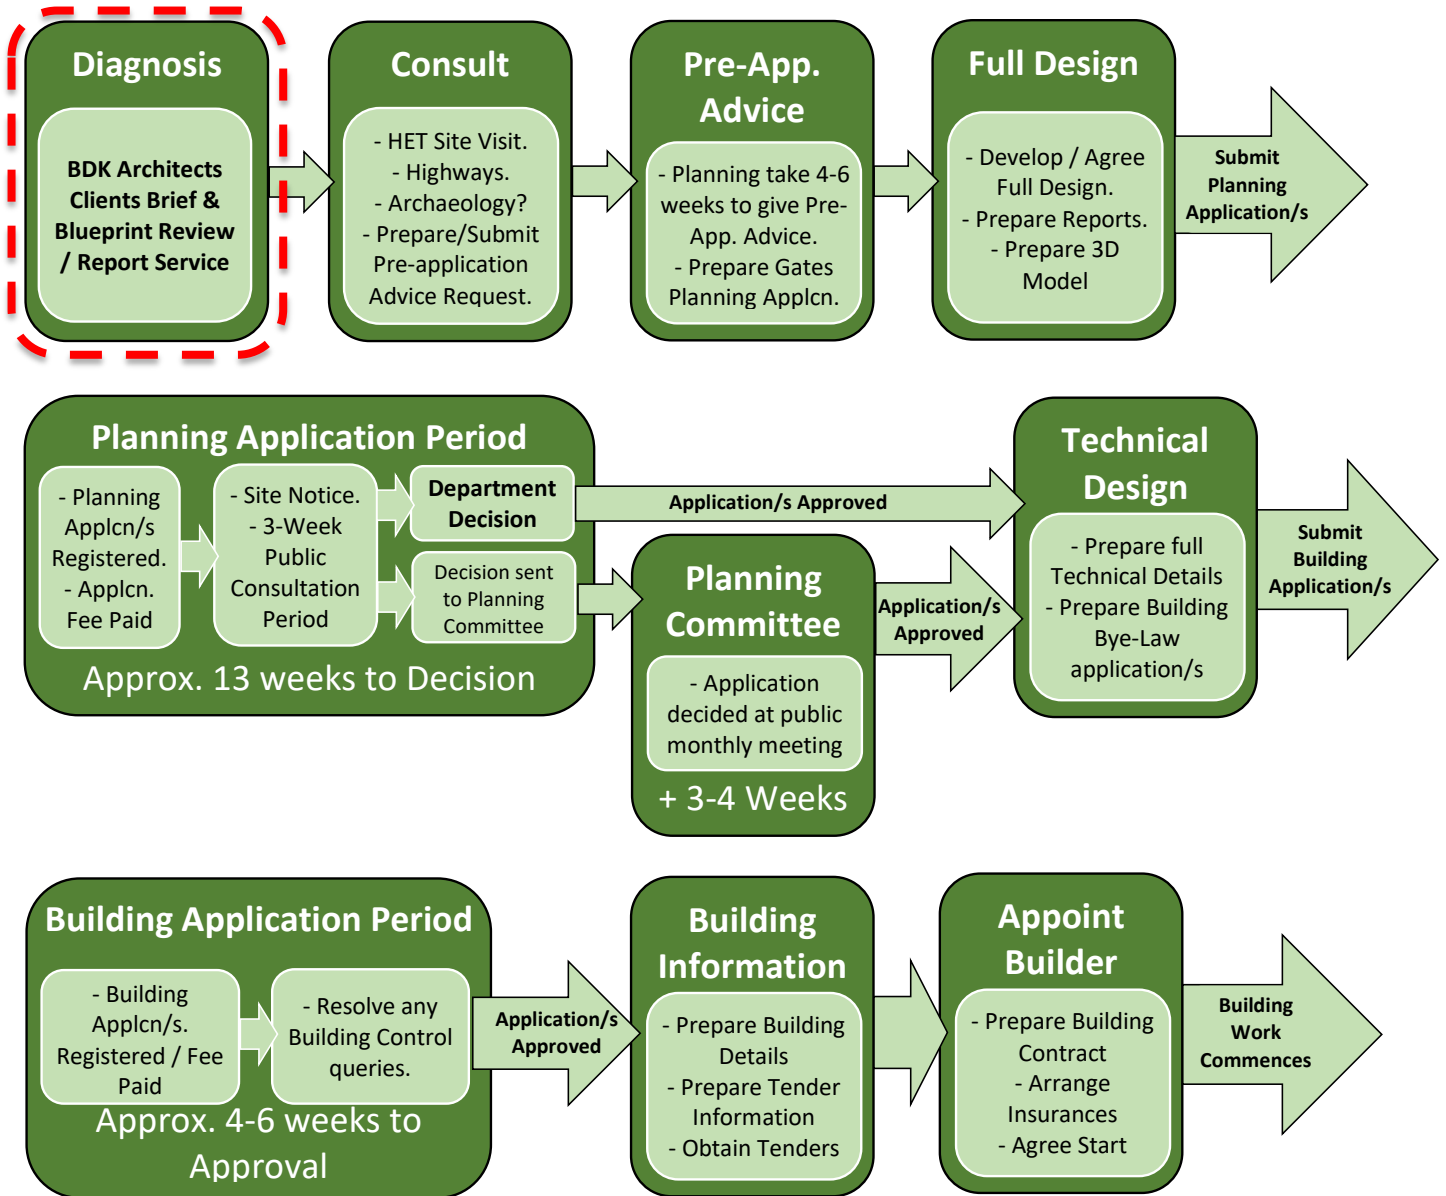 Diagnosis
BDK Architects
Clients Brief &
Blueprint Review
/ Report Service
Consult
- HET Site Visit.
- Highways.
- Archaeology?
- Prepare/Submit
Pre-application
Advice Request.
Pre-App.
Advice
- Planning take 4-6
weeks to give Pre-
App. Advice.
- Prepare Gates
Planning Applcn.
Full Design
- Develop / Agree
Full Design.
- Prepare Reports.
- Prepare 3D
Model
Submit
Planning
Application/s
Planning Application Period
- Planning
Applcn/s
Registered.
- Applcn.
Fee Paid
- Site Notice.
- 3-Week
Public
Consultation
Period
Department
Decision
Decision sent
to Planning
Committee
Approx. 13 weeks to Decision
Application/s Approved
Planning
Committee
- Application
decided at public
monthly meeting
+ 3-4 Weeks
Application/s
Approved
Technical
Design
- Prepare full
Technical Details
- Prepare Building
Bye-Law
application/s
Submit
Building
Application/s
Building Application Period
- Building
Applcn/s.
Registered / Fee
Paid
- Resolve any
Building Control
queries.
Approx. 4-6 weeks to
Approval
Application/s
Approved
Building
Information
- Prepare Building
Details
- Prepare Tender
Information
- Obtain Tenders
Appoint
Builder
- Prepare Building
Contract
- Arrange
Insurances
- Agree Start
Building
Work
Commences